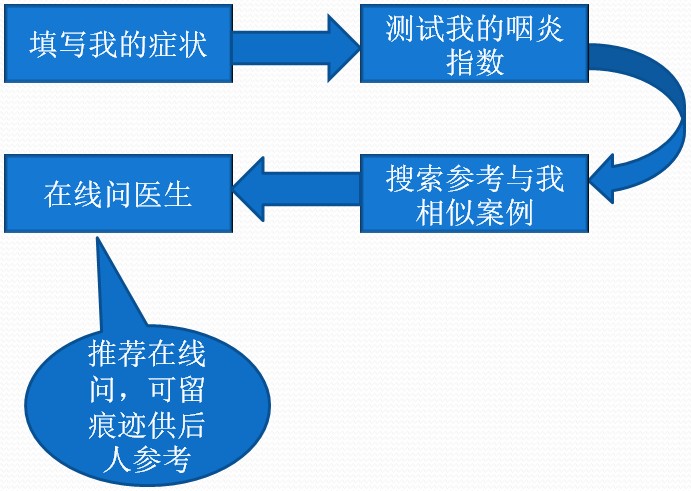 填写我的症状
测试我的咽炎
指数
搜索参考与我
相似案例
在线问医生
推荐在线
问，可留
痕迹供后
人参考